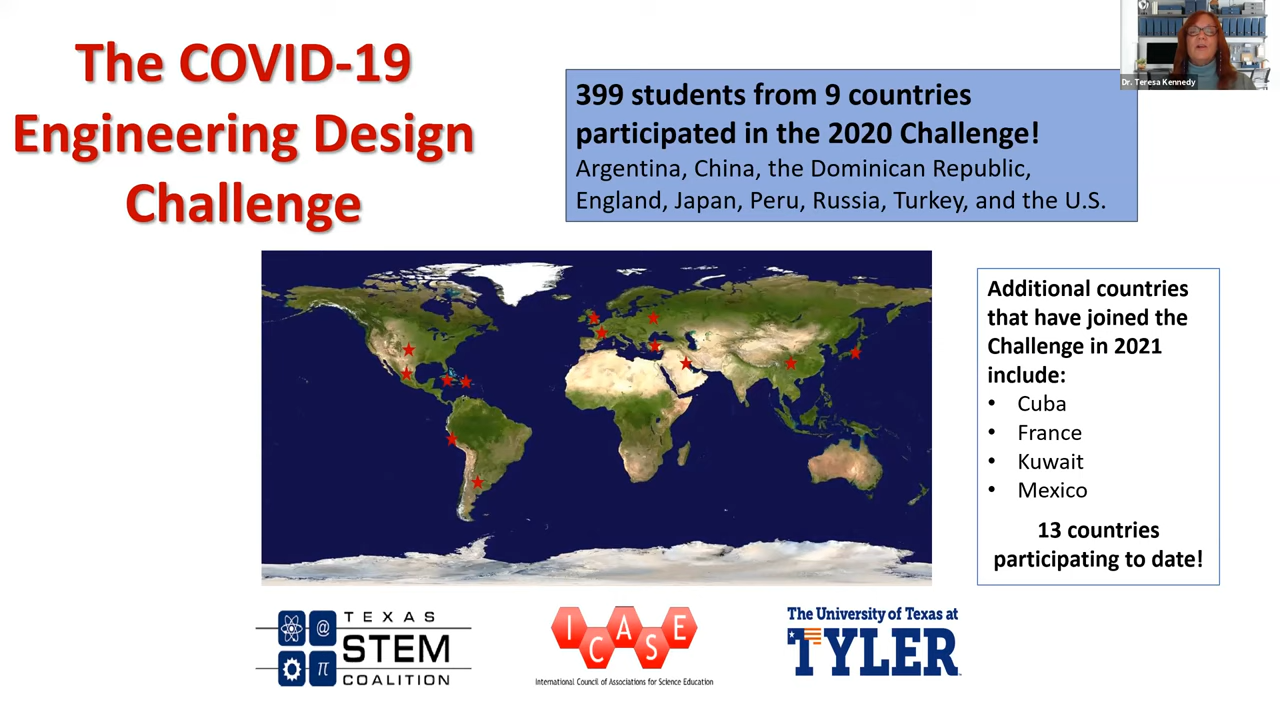 The COVID-19
Engineering Design
Challenge
399 students from 9 countries
participated in the 2020 Challenge!
Argentina, China, the Dominican Republic,
England, Japan, Peru, Russia, Turkey, and the U.S.
Dr. Teresa Kennedy
Additional countries
that have joined the
Challenge in 2021
include:
• Cuba
• France
• Kuwait
• Mexico
13 countries
participating to date!
@
π
TEXAS
STEM
COALITION
ICASE
International Council of Associations for Science Education
The University of Texas at
TYLER